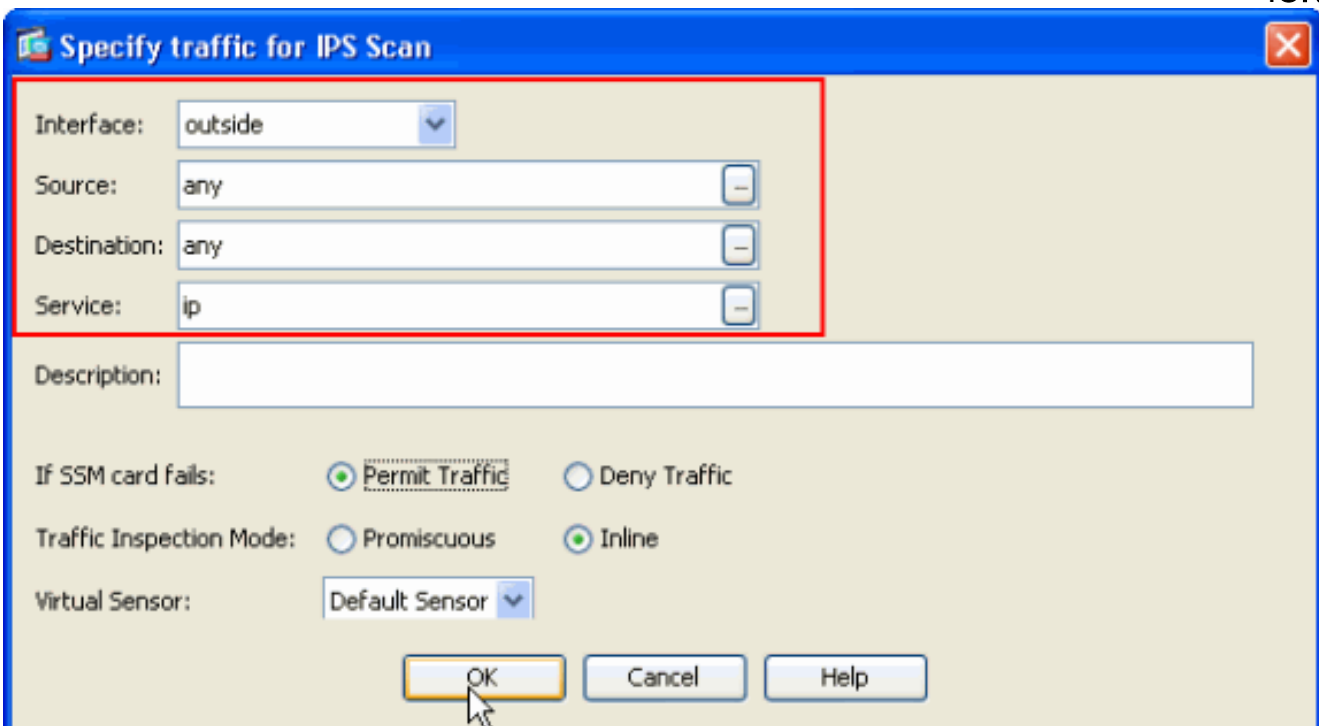 Specify traffic for IPS Scan
Interface: outside
Source: any
Destination: any
Service: ip
Description:
If SSM card fails: Permit Traffic Deny Traffic
Traffic Inspection Mode: Promiscuous Inline
Virtual Sensor: Default Sensor
OK Cancel Help